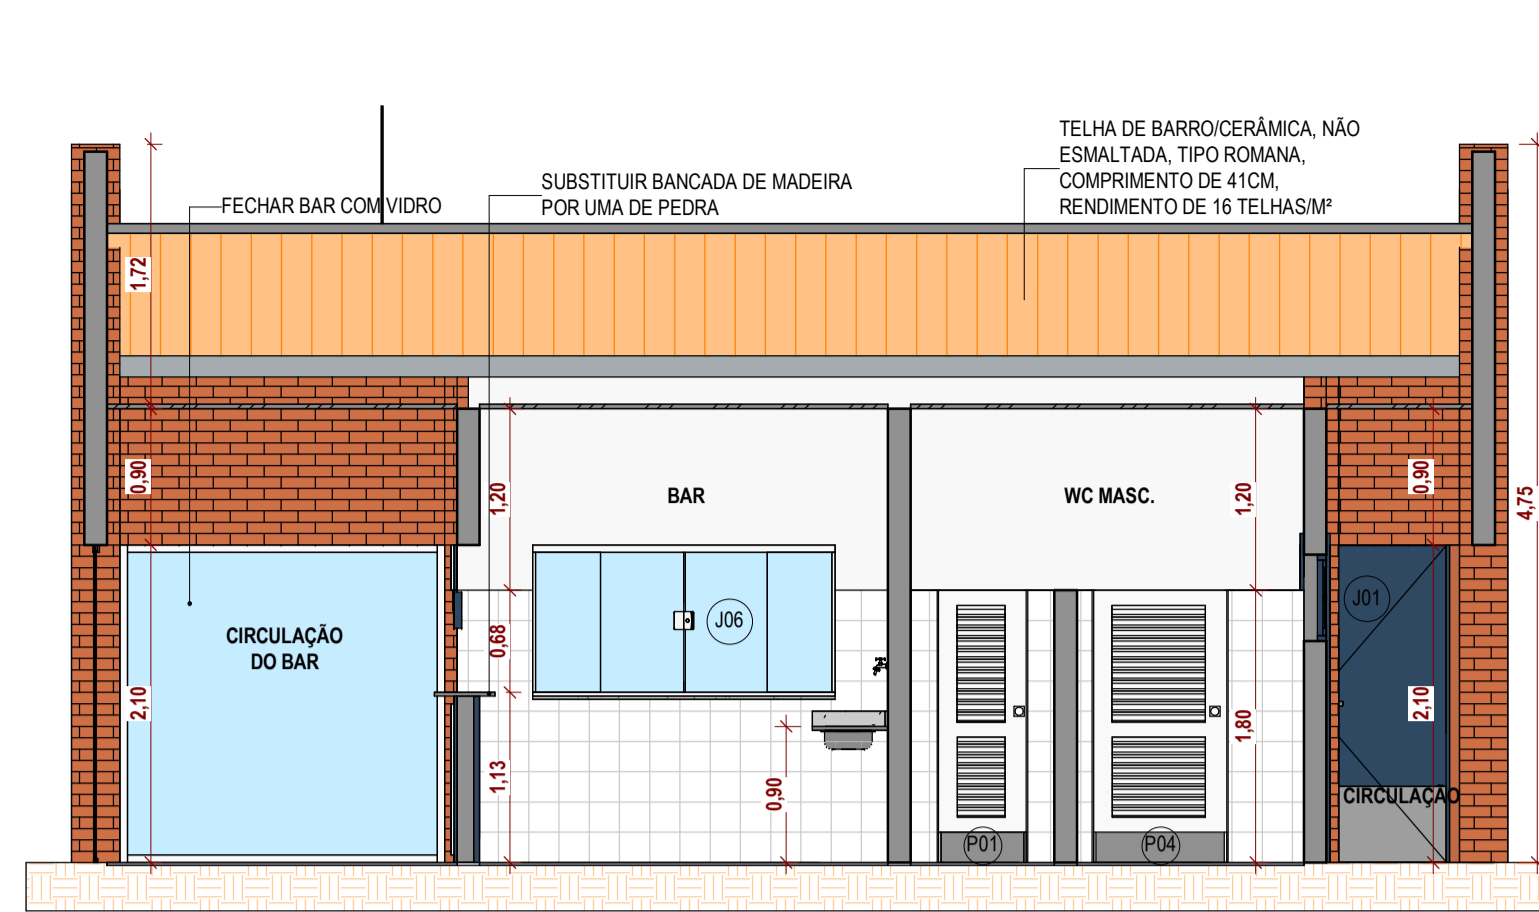 TELHA DE BARRO/CERÂMICA, NÃO
ESMALTADA, TIPO ROMANA,
COMPRIMENTO DE 41CM,
RENDIMENTO DE 16 TELHAS/M²
SUBSTITUIR BANCADA DE MADEIRA
POR UMA DE PEDRA
FECHAR BAR COM VIDRO
1,72
0,90
1,20
BAR
WC MASC.
1,20
0,90
4,75
CIRCULAÇÃO
DO BAR
0,68
J06
J01
2,10
1,13
0,90
1,80
2,10
CIRCULAÇÃO
P01
P04